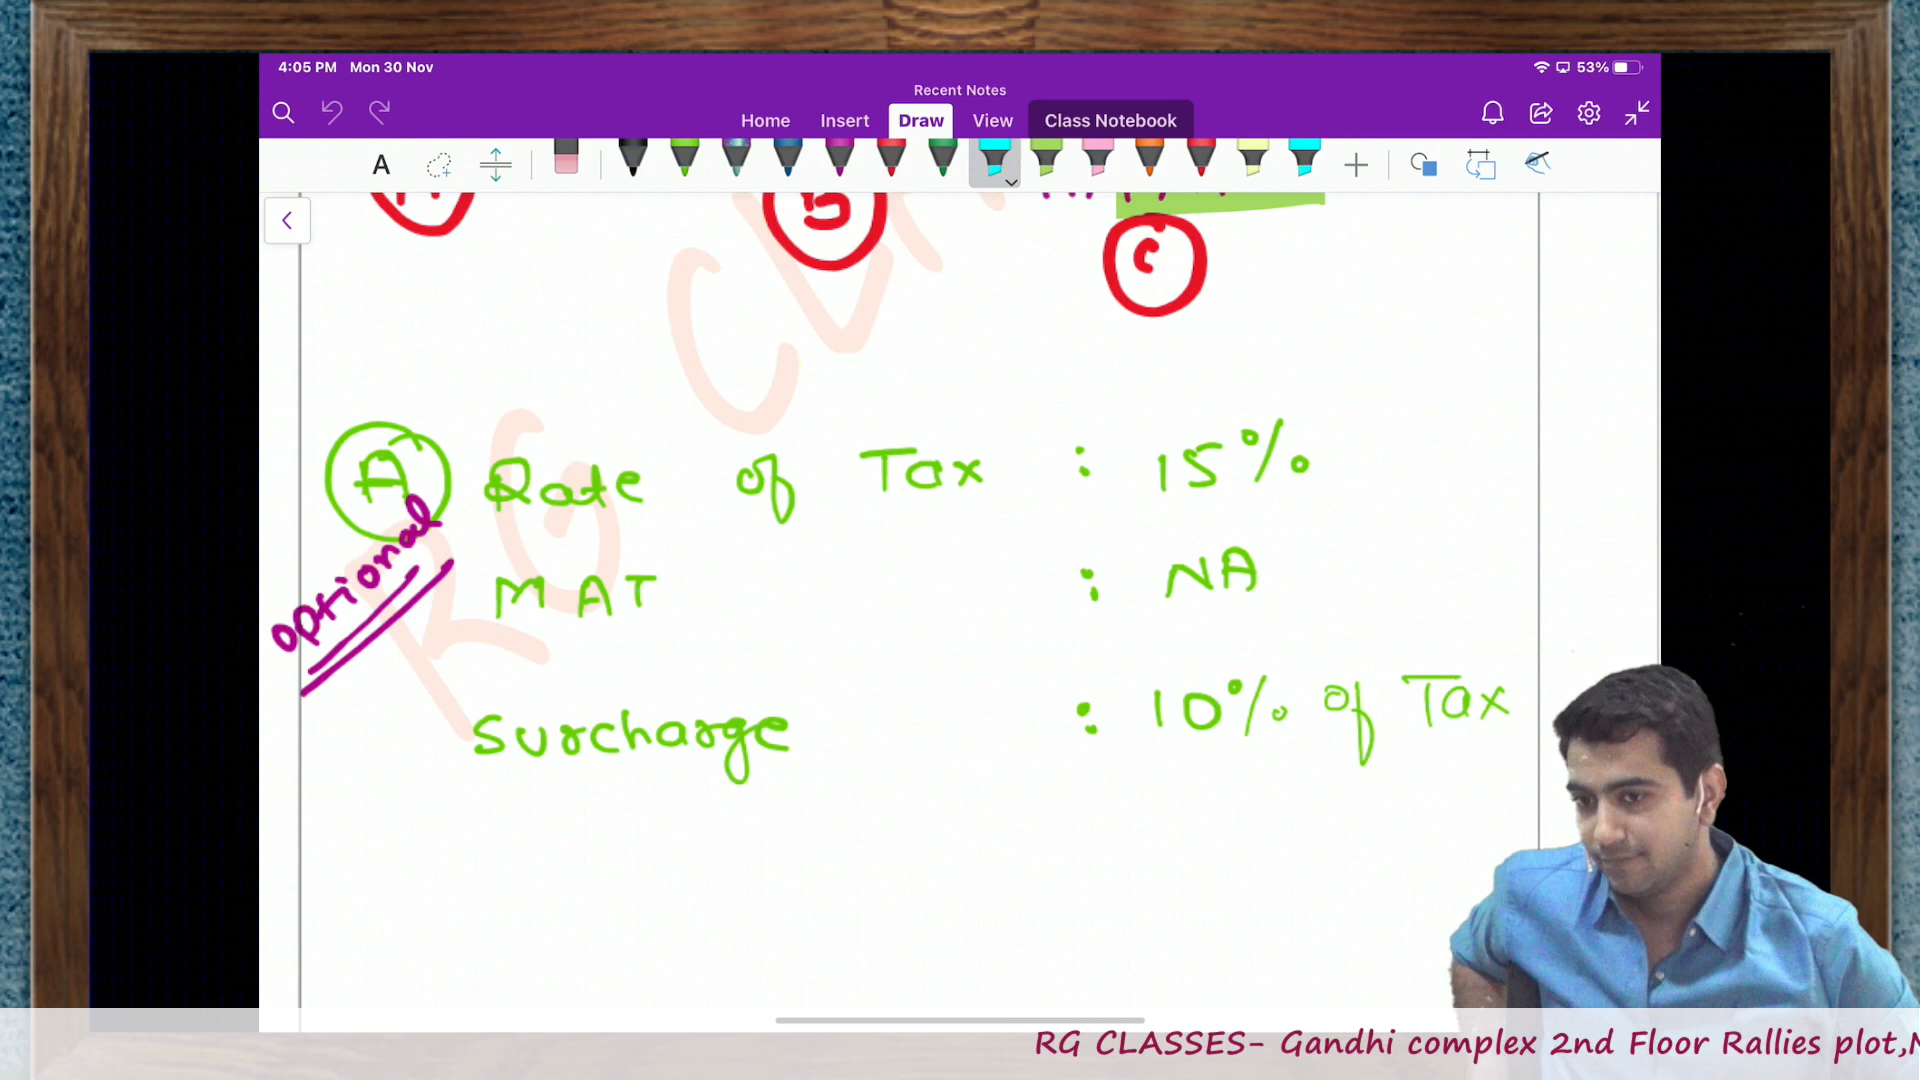 4:05 PM Mon 30 Nov
53%
Recent Notes
Home Insert Draw View Class Notebook
A
B
C
RG
A Rate of Tax : 15%
optional
MAT : NA
Surcharge : 10% of Tax
RG CLASSES- Gandhi complex 2nd Floor Rallies plot,